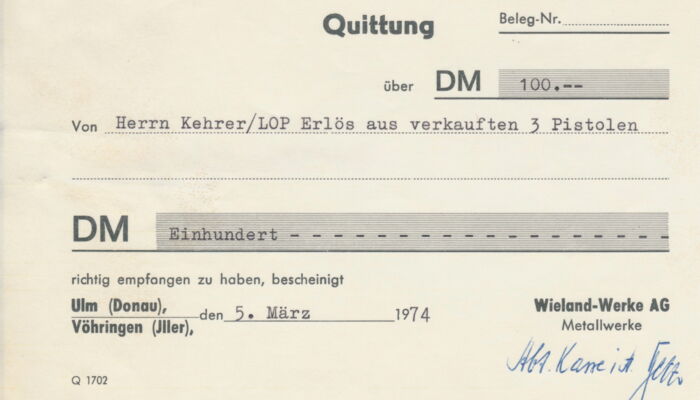 Quittung
Beleg-Nr.
über DM 100.--
Von Herrn Kehrer/LOP Erlös aus verkauften 3 Pistolen
DM Einhundert - - - - - - - - - - - - - - -
richtig empfangen zu haben, bescheinigt
Ulm (Donau),
Vöhringen (Jller),
den 5. März 1974
Wieland-Werke AG
Metallwerke
Q 1702